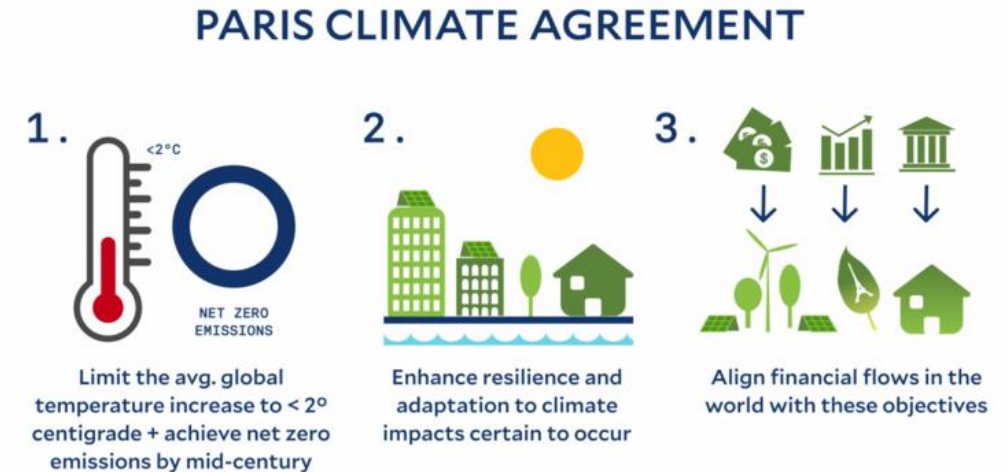 PARIS CLIMATE AGREEMENT
1.
<2°C
NET ZERO
EMISSIONS
Limit the avg. global
temperature increase to < 2°
centigrade + achieve net zero
emissions by mid-century
2.
Enhance resilience and
adaptation to climate
impacts certain to occur
3.
$
Align financial flows in the
world with these objectives